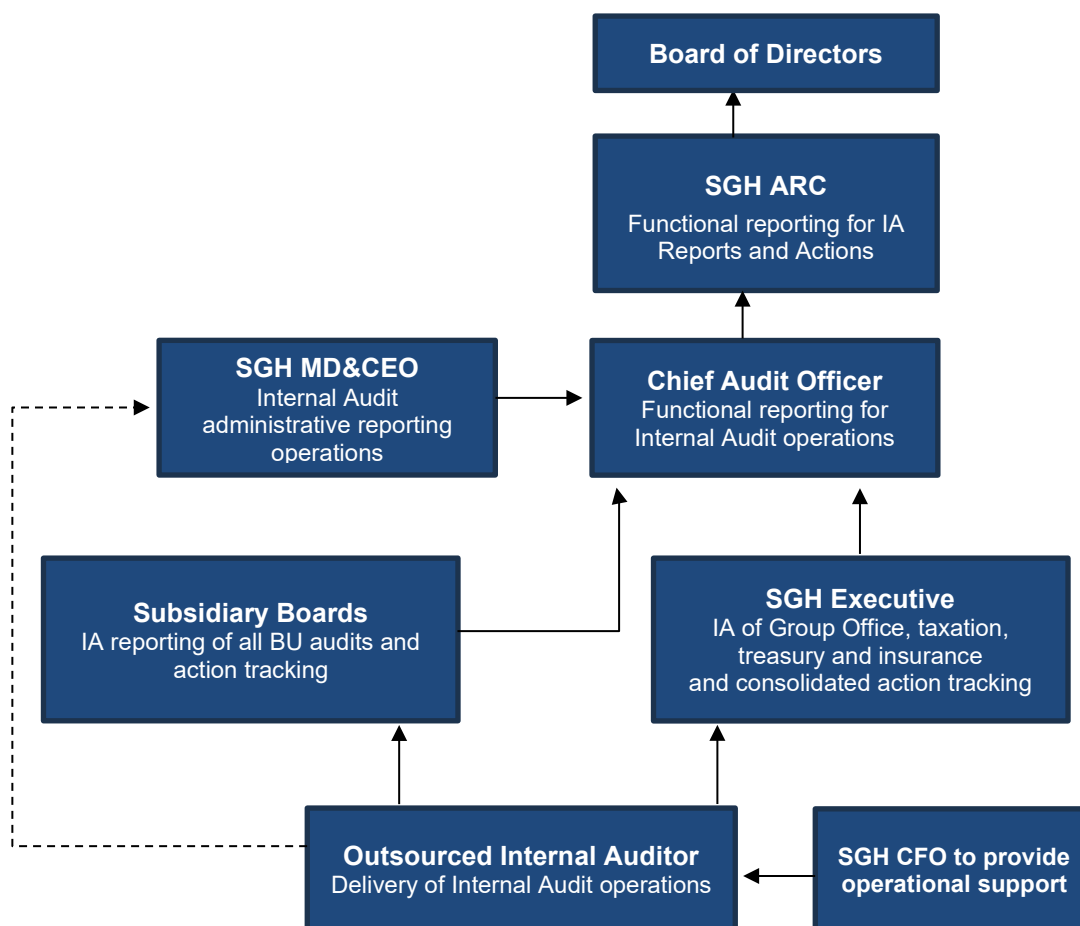 Board of Directors
SGH ARC
Functional reporting for IA
Reports and Actions
SGH MD&CEO
Internal Audit
administrative reporting
operations
Chief Audit Officer
Functional reporting for
Internal Audit operations
Subsidiary Boards
IA reporting of all BU audits and
action tracking
SGH Executive
IA of Group Office, taxation,
treasury and insurance
and consolidated action tracking
Outsourced Internal Auditor
Delivery of Internal Audit operations
SGH CFO to provide
operational support